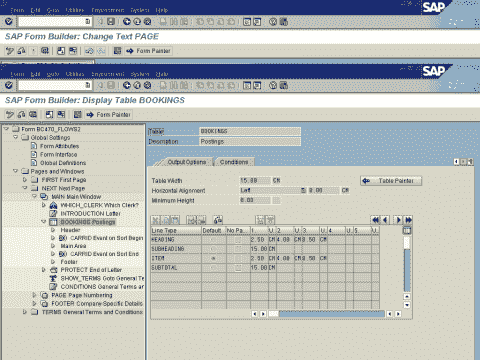 Form Edit Goto Utilities Environment System Help
SAP
SAP Form Builder: Change Text PAGE
Form Painter
Form Edit Goto Utilities Environment System Help
SAP
SAP Form Builder: Display Table BOOKINGS
Form Painter
Form BC470_FLOWS2
Global Settings
Form Attributes
Form Interface
Global Definitions
Pages and Windows
FIRST First Page
NEXT Next Page
MAIN Main Window
WHICH_CLERK Which Clerk?
INTRODUCTION Letter
BOOKINGS Postings
Header
CARRID Event on Sort Begin
Main Area
CARRID Event on Sort End
Footer
PROTECT End of Letter
SHOW_TERMS Goto General Te
CONDITIONS General Terms ar
PAGE Page Numbering
FOOTER Company-Specific Details
TERMS General Terms and Conditions
Table BOOKINGS
Description Postings
Output Options Conditions
Table Width 15.00 CM
Table Painter
Horizontal Alignment Left 0.00 CM
Minimum Height 0.00
Line Type Default No Pa... 1. U. 2. U. 3. U. 4. U. 5. U.
HEADING 2.50 CM 4.00 CM 8.50 CM
SUBHEADING 15.00 CM
ITEM 2.50 CM 4.00 CM 8.50 CM
SUBTOTAL 15.00 CM